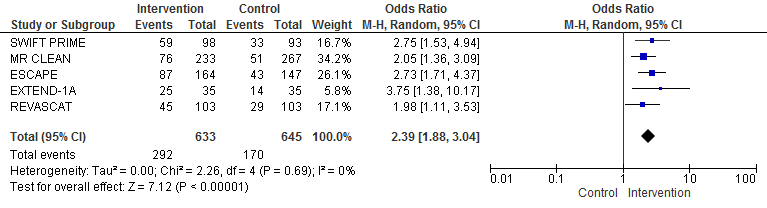 Intervention Control Odds Ratio Odds Ratio
Study or Subgroup Events Total Events Total Weight M-H, Random, 95% CI M-H, Random, 95% CI
SWIFT PRIME 59 98 33 93 16.7% 2.75 [1.53, 4.94]
MR CLEAN 76 233 51 267 34.2% 2.05 [1.36, 3.09]
ESCAPE 87 164 43 147 26.1% 2.73 [1.71, 4.37]
EXTEND-1A 25 35 14 35 5.8% 3.75 [1.38, 10.17]
REVASCAT 45 103 29 103 17.1% 1.98 [1.11, 3.53]
Total (95% CI) 633 645 100.0% 2.39 [1.88, 3.04]
Total events 292 170
Heterogeneity: Tau² = 0.00; Chi² = 2.26, df = 4 (P = 0.69); I² = 0%
Test for overall effect: Z = 7.12 (P < 0.00001)
0.01 0.1 1 10 100
Control Intervention